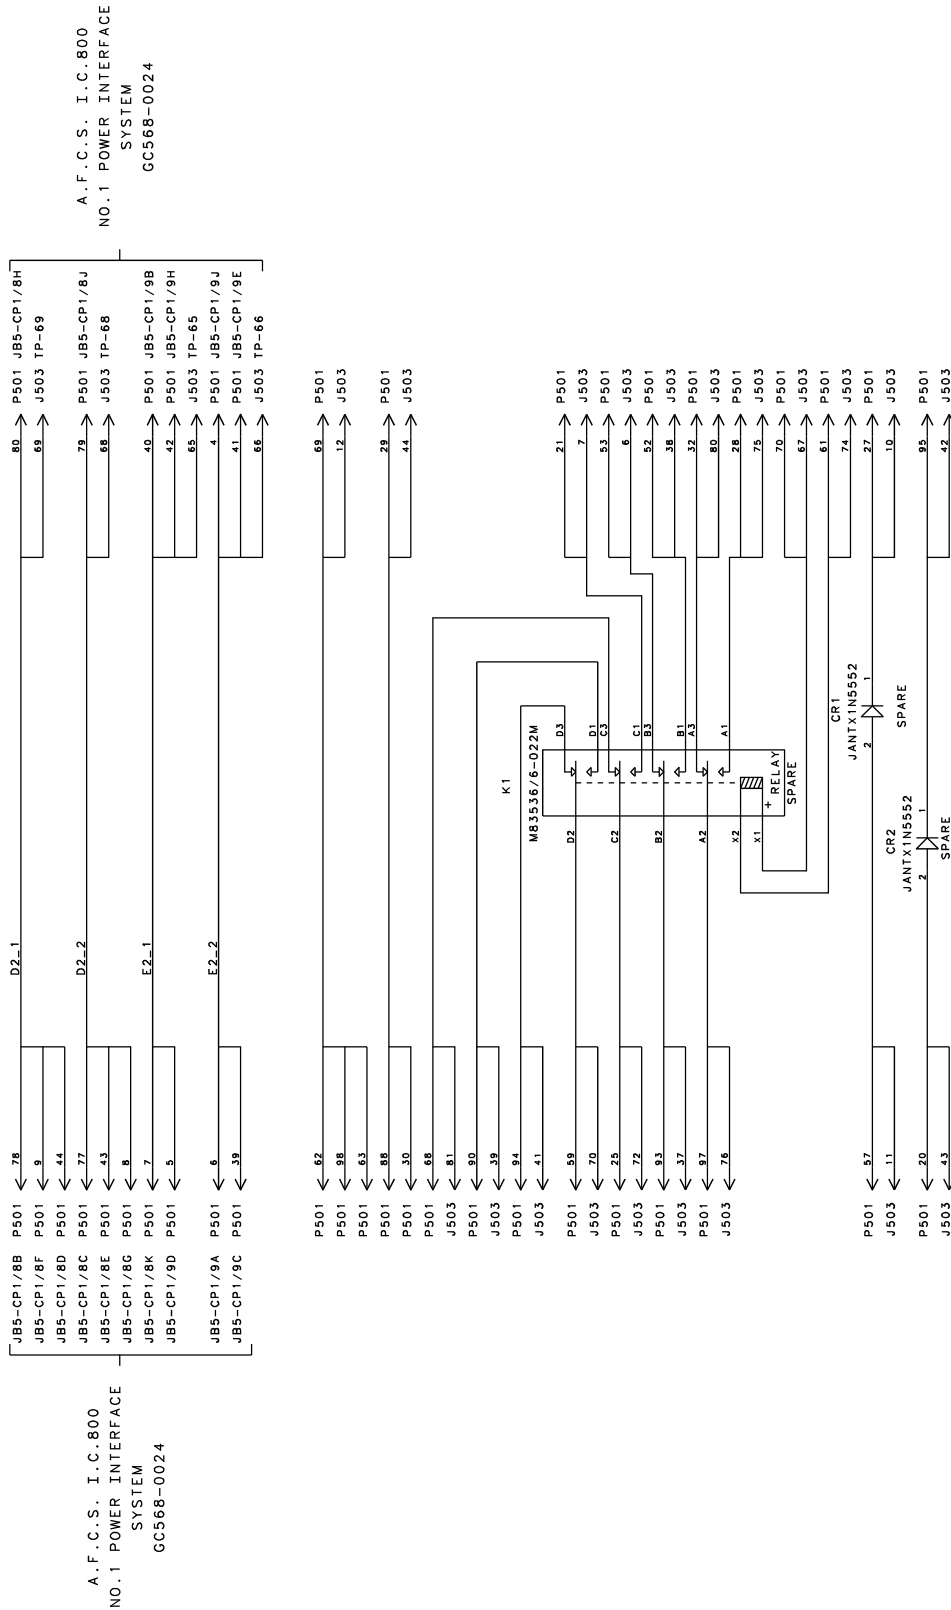 A.F.C.S. I.C.800
NO.1 POWER INTERFACE
SYSTEM
GC568-0024
JB5-CP1/8B P501 78
JB5-CP1/8F P501 9
JB5-CP1/8D P501 44
JB5-CP1/8C P501 77
JB5-CP1/8E P501 43
JB5-CP1/8G P501 8
JB5-CP1/8K P501 7
JB5-CP1/9D P501 5
JB5-CP1/9A P501 6
JB5-CP1/9C P501 39
D2_1
D2_2
E2_1
E2_2
80 P501 JB5-CP1/8H
69 J503 TP-69
79 P501 JB5-CP1/8J
68 J503 TP-68
40 P501 JB5-CP1/9B
42 P501 JB5-CP1/9H
65 J503 TP-65
4 P501 JB5-CP1/9J
41 P501 JB5-CP1/9E
66 J503 TP-66
A.F.C.S. I.C.800
NO.1 POWER INTERFACE
SYSTEM
GC568-0024
P501 62
P501 98
P501 63
P501 88
P501 30
P501 68
J503 81
P501 90
J503 39
P501 94
J503 41
P501 59
J503 70
P501 25
J503 72
P501 93
J503 37
P501 97
J503 76
69 P501
12 J503
29 P501
44 J503
K1
M83536/6-022M
D2
C2
B2
A2
X2
X1
D3
D1
C3
C1
B3
B1
A3
A1
+ RELAY
SPARE
21 P501
7 J503
53 P501
6 J503
52 P501
38 J503
32 P501
80 J503
28 P501
75 J503
70 P501
67 J503
61 P501
74 J503
P501 57
J503 11
CR1
JANTX1N5552
2 1
SPARE
27 P501
10 J503
P501 20
J503 43
CR2
JANTX1N5552
2 1
SPARE
95 P501
42 J503